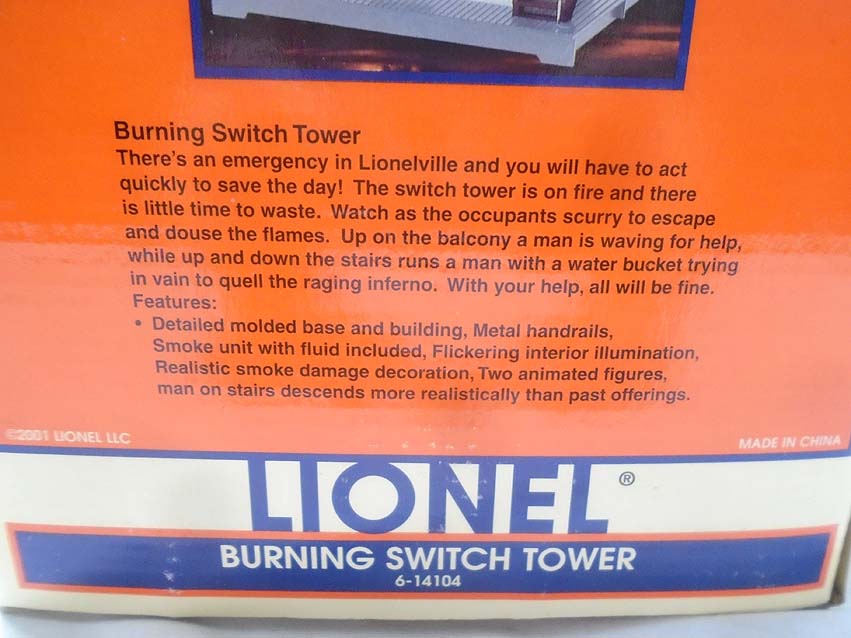 Burning Switch Tower
There's an emergency in Lionelville and you will have to act
quickly to save the day! The switch tower is on fire and there
is little time to waste. Watch as the occupants scurry to escape
and douse the flames. Up on the balcony a man is waving for help,
while up and down the stairs runs a man with a water bucket trying
in vain to quell the raging inferno. With your help, all will be fine.
Features:
• Detailed molded base and building, Metal handrails,
Smoke unit with fluid included, Flickering interior illumination,
Realistic smoke damage decoration, Two animated figures,
man on stairs descends more realistically than past offerings.
©2001 LIONEL LLC
MADE IN CHINA
LIONEL®
BURNING SWITCH TOWER
6-14104